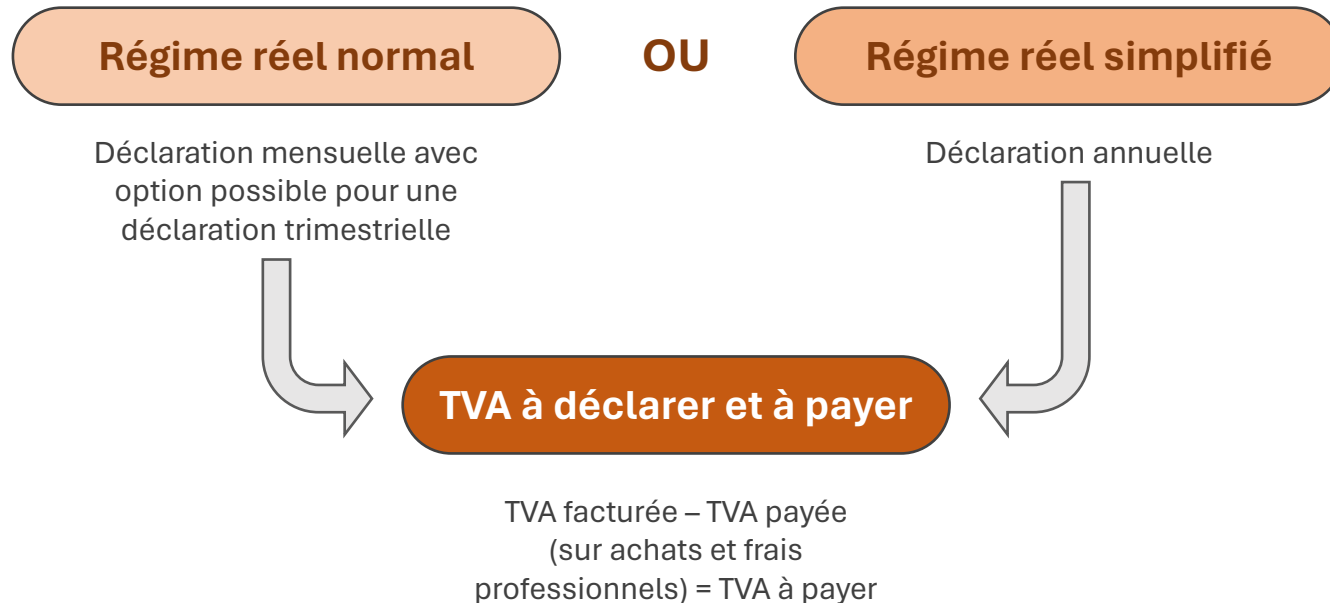 Régime réel normal
OU
Régime réel simplifié
Déclaration mensuelle avec
option possible pour une
déclaration trimestrielle
Déclaration annuelle
TVA à déclarer et à payer
TVA facturée – TVA payée
(sur achats et frais
professionnels) = TVA à payer